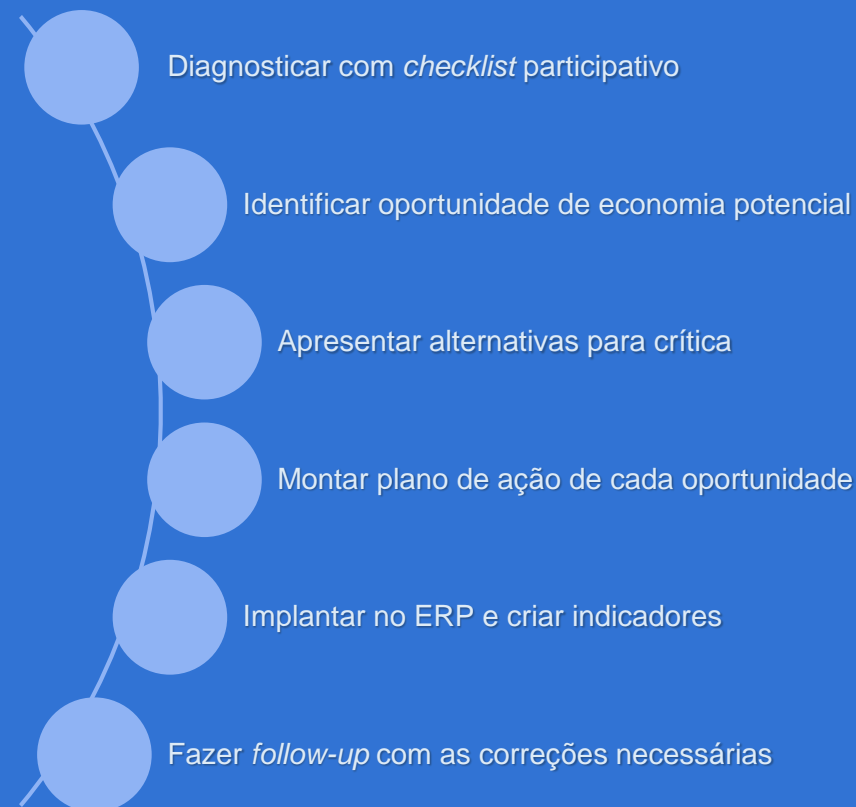 Diagnosticar com checklist participativo
Identificar oportunidade de economia potencial
Apresentar alternativas para crítica
Montar plano de ação de cada oportunidade
Implantar no ERP e criar indicadores
Fazer follow-up com as correções necessárias